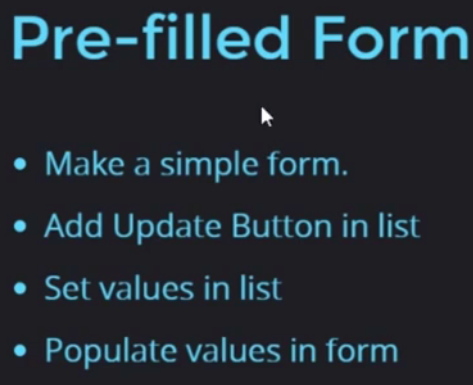 Pre-filled Form
• Make a simple form.
• Add Update Button in list
• Set values in list
• Populate values in form